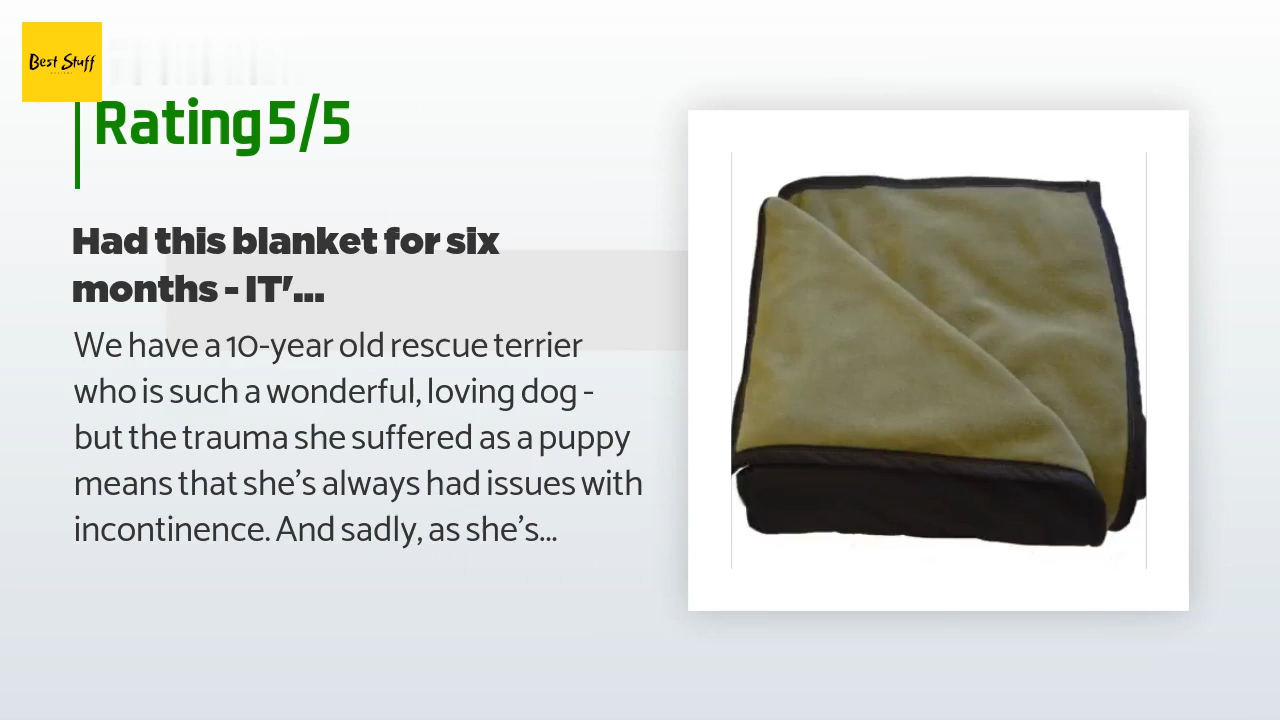 Best Stuff
Rating 5/5
Had this blanket for six
months - IT'...
We have a 10-year old rescue terrier
who is such a wonderful, loving dog -
but the trauma she suffered as a puppy
means that she's always had issues with
incontinence. And sadly, as she's...